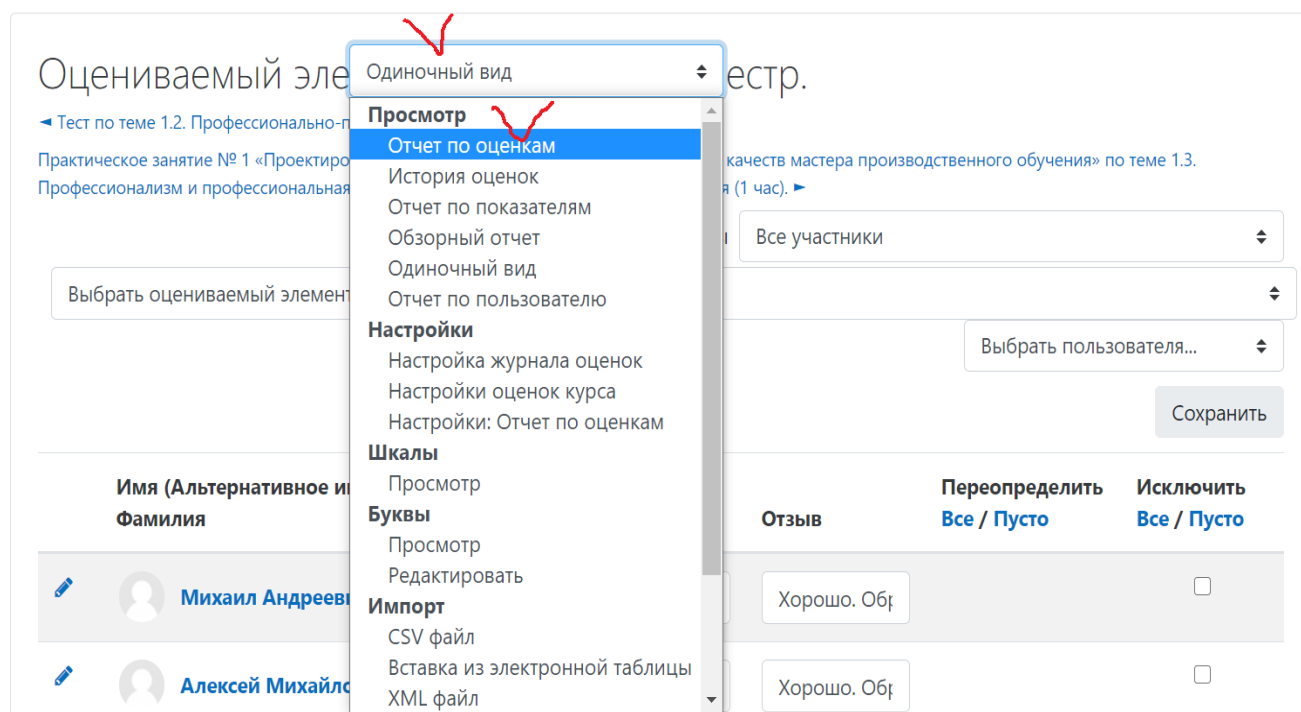 Оцениваемый эле
Одиночный вид
естр.
◄ Тест по теме 1.2. Профессионально-п
Практическое занятие № 1 «Проектиро
качеств мастера производственного обучения» по теме 1.3.
Профессионализм и профессиональная
я (1 час). ►
Просмотр
Отчет по оценкам
История оценок
Отчет по показателям
Обзорный отчет
Одиночный вид
Отчет по пользователю
Настройки
Настройка журнала оценок
Настройки оценок курса
Настройки: Отчет по оценкам
Шкалы
Просмотр
Буквы
Просмотр
Редактировать
Импорт
CSV файл
Вставка из электронной таблицы
XML файл
Все участники
Выбрать оцениваемый элемент
Выбрать пользователя...
Сохранить
Имя (Альтернативное и
Фамилия
Отзыв
Переопределить
Все / Пусто
Исключить
Все / Пусто
Михаил Андрееви
Хорошо. Обр
Алексей Михайло
Хорошо. Обр